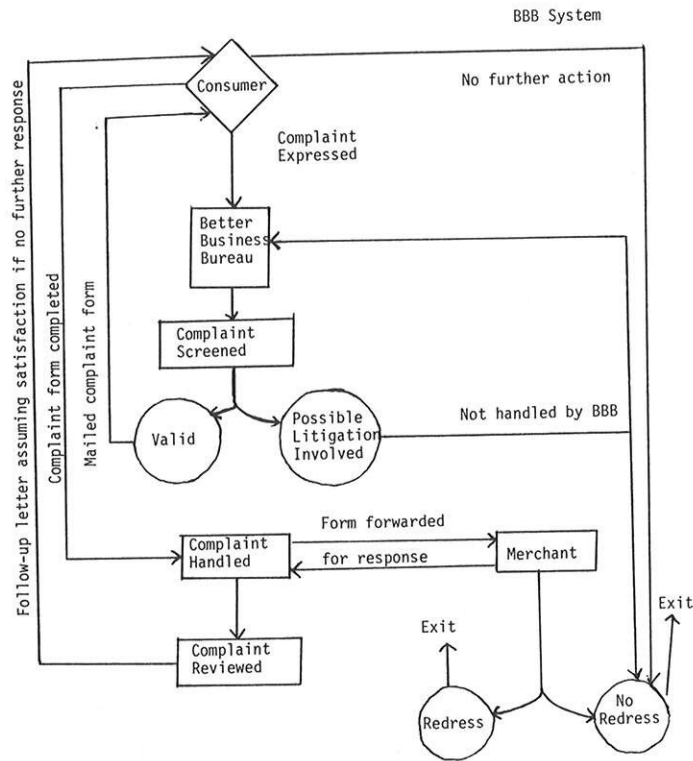 BBB System
Consumer
No further action
Complaint
Expressed
Better
Business
Bureau
Complaint
Screened
Valid
Possible
Litigation
Involved
Not handled by BBB
Follow-up letter assuming satisfaction if no further response
Complaint form completed
Mailed complaint form
Form forwarded
Complaint
Handled
for response
Merchant
Complaint
Reviewed
Exit
Exit
Redress
No
Redress